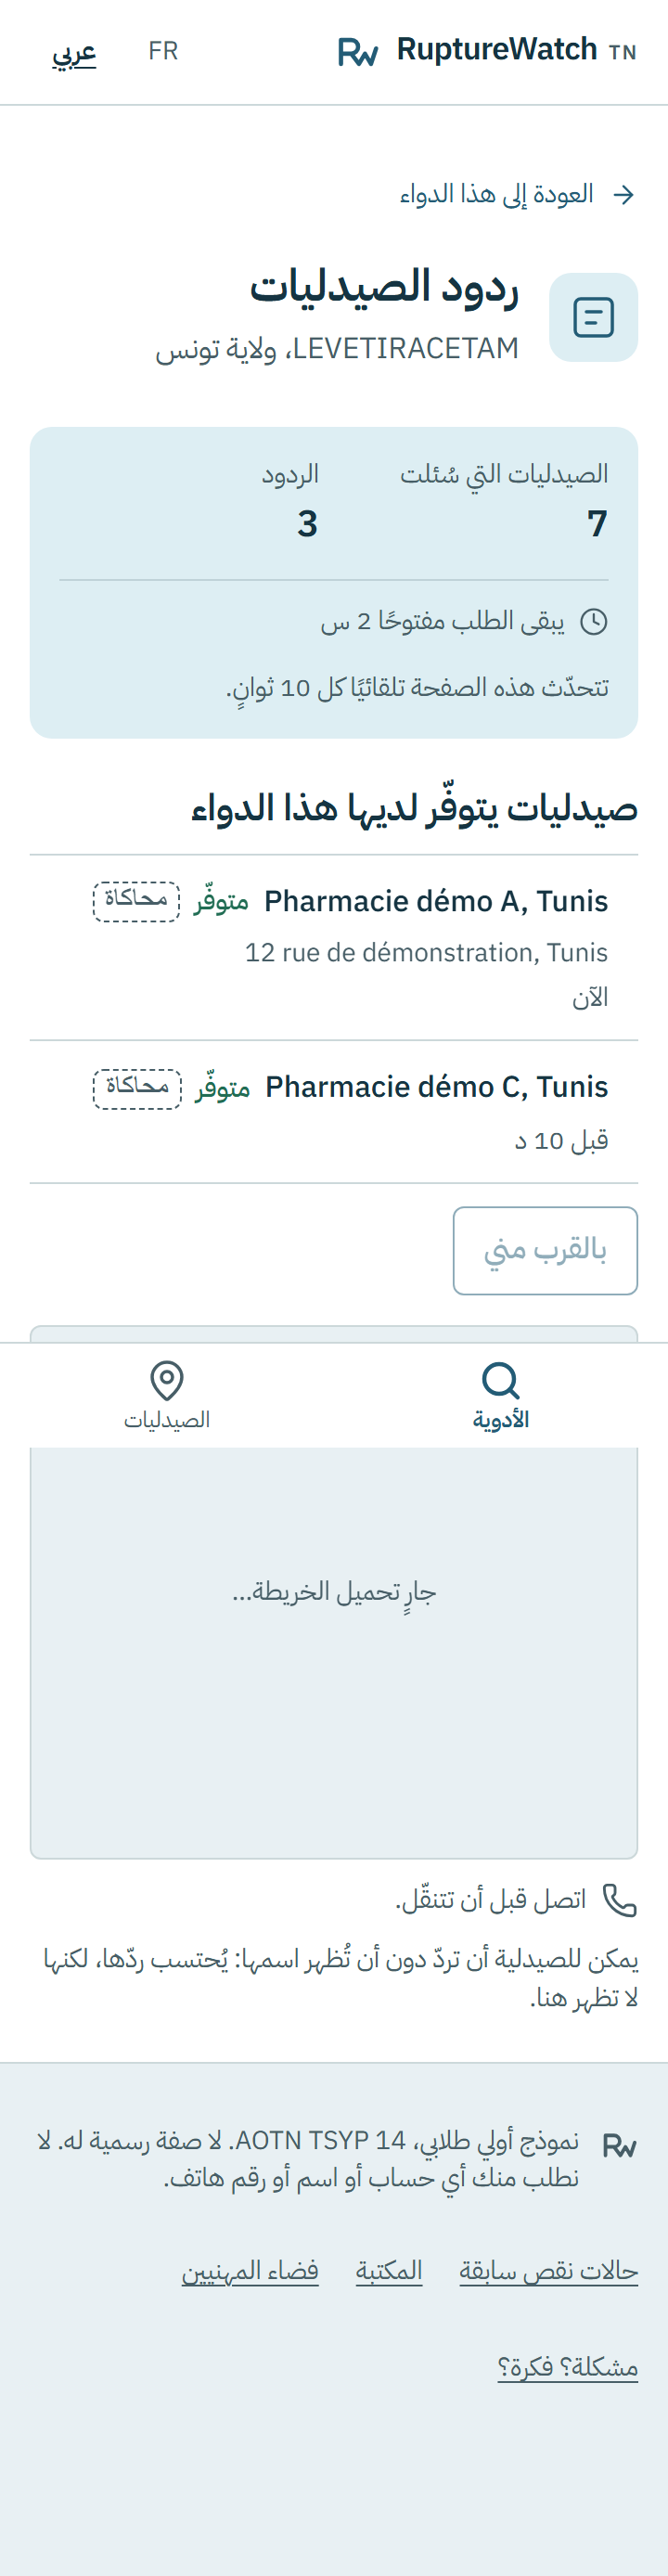 RuptureWatch TN
FR
عربي
العودة إلى هذا الدواء
ردود الصيدليات
LEVETIRACETAM، ولاية تونس
الصيدليات التي سُئلت
7
الردود
3
يبقى الطلب مفتوحًا 2 س
تتحدّث هذه الصفحة تلقائيًا كل 10 ثوانٍ.
صيدليات يتوفّر لديها هذا الدواء
Pharmacie démo A, Tunis متوفّر محاكاة
12 rue de démonstration, Tunis
الآن
Pharmacie démo C, Tunis متوفّر محاكاة
قبل 10 د
بالقرب مني
الأدوية
الصيدليات
جارٍ تحميل الخريطة...
اتصل قبل أن تتنقّل.
يمكن للصيدلية أن تردّ دون أن تُظهر اسمها: يُحتسب ردّها، لكنها
لا تظهر هنا.
نموذج أولي طلابي، AOTN TSYP 14. لا صفة رسمية له. لا
نطلب منك أي حساب أو اسم أو رقم هاتف.
حالات نقص سابقة
المكتبة
فضاء المهنيين
مشكلة؟ فكرة؟